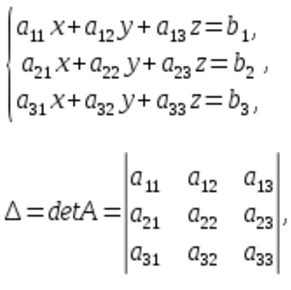 a₁₁x+a₁₂y+a₁₃z=b₁,
a₂₁x+a₂₂y+a₂₃z=b₂ ,
a₃₁x+a₃₂y+a₃₃z=b₃,
Δ=detA=
a₁₁ a₁₂ a₁₃
a₂₁ a₂₂ a₂₃ ,
a₃₁ a₃₂ a₃₃